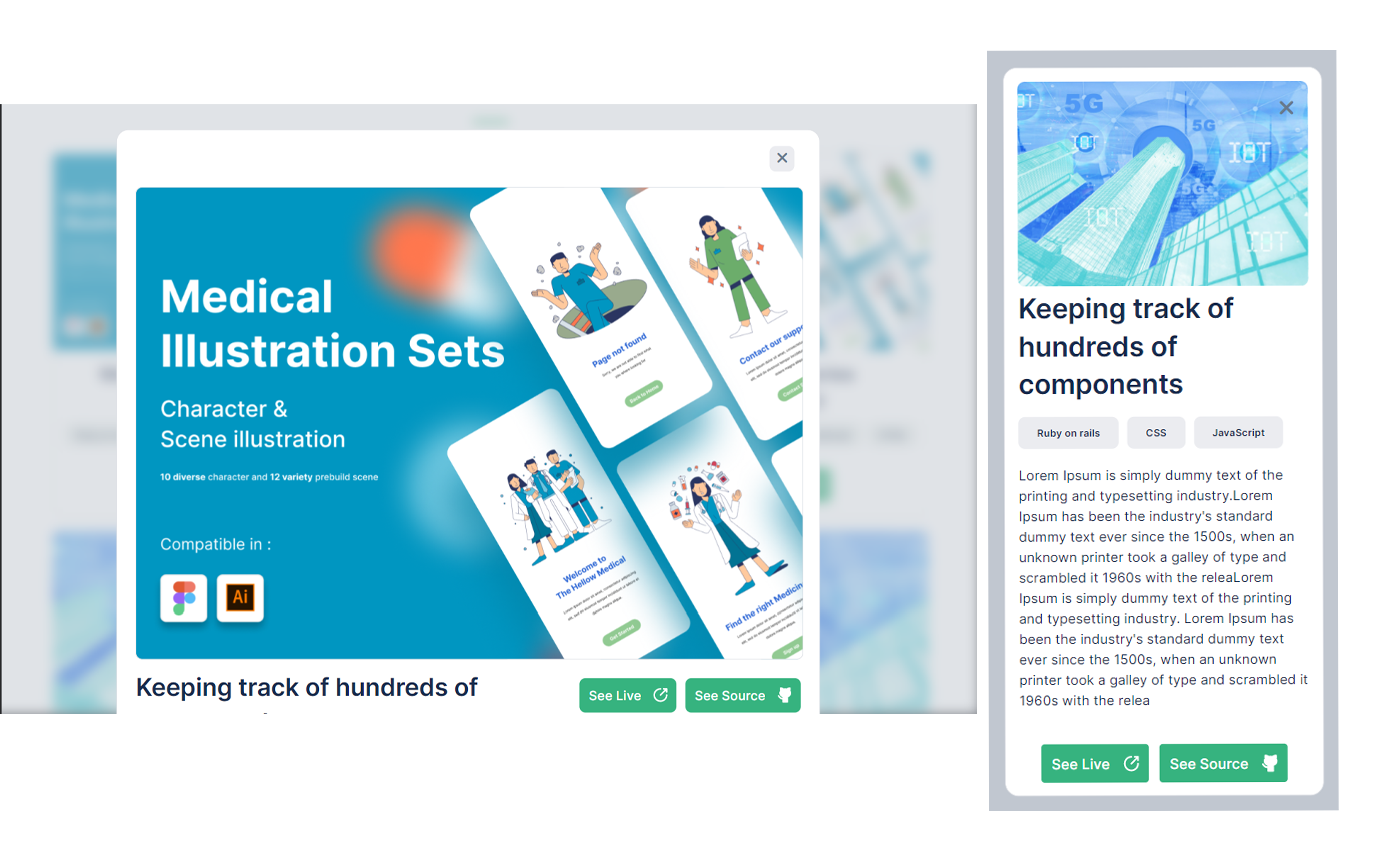 Medical
Illustration Sets
Character &
Scene illustration
10 diverse character and 12 variety prebuild scene
Compatible in :
Ai
Page not found
Back to Home
Contact our supp
Welcome to
The Hellow Medical
Get Started
Find the right Medicin
Sign up
Keeping track of hundreds of
See Live
See Source
IOT
5G
5G
IOT
IOT
5G
IOT
IOT
Keeping track of
hundreds of
components
Ruby on rails
CSS
JavaScript
Lorem Ipsum is simply dummy text of the
printing and typesetting industry.Lorem
Ipsum has been the industry's standard
dummy text ever since the 1500s, when an
unknown printer took a galley of type and
scrambled it 1960s with the releaLorem
Ipsum is simply dummy text of the printing
and typesetting industry. Lorem Ipsum has
been the industry's standard dummy text
ever since the 1500s, when an unknown
printer took a galley of type and scrambled it
1960s with the relea
See Live
See Source